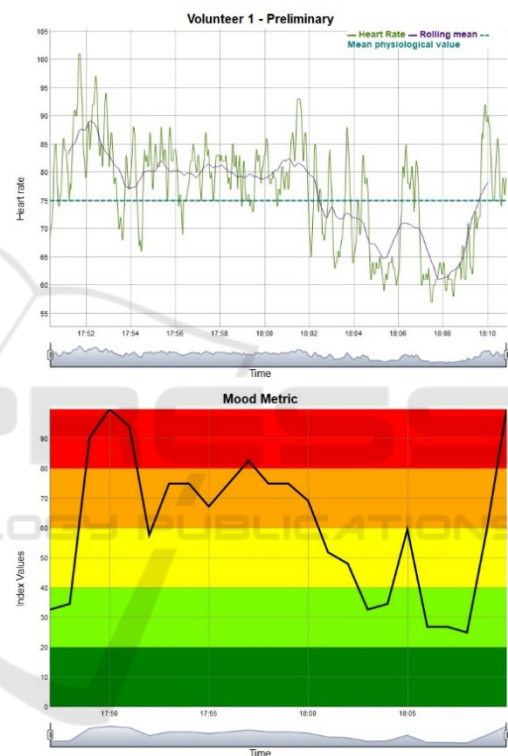 Volunteer 1 - Preliminary
Heart Rate Rolling mean
Mean physiological value
Heart rate
105
100
95
90
85
80
75
70
65
60
55
17:52 17:54 17:56 17:58 18:00 18:02 18:04 18:06 18:08 18:10
Time
Mood Metric
Index Values
90
80
70
60
50
40
30
20
10
0
17:50 17:55 18:00 18:05
Time
LOGY PUBLICATIONS